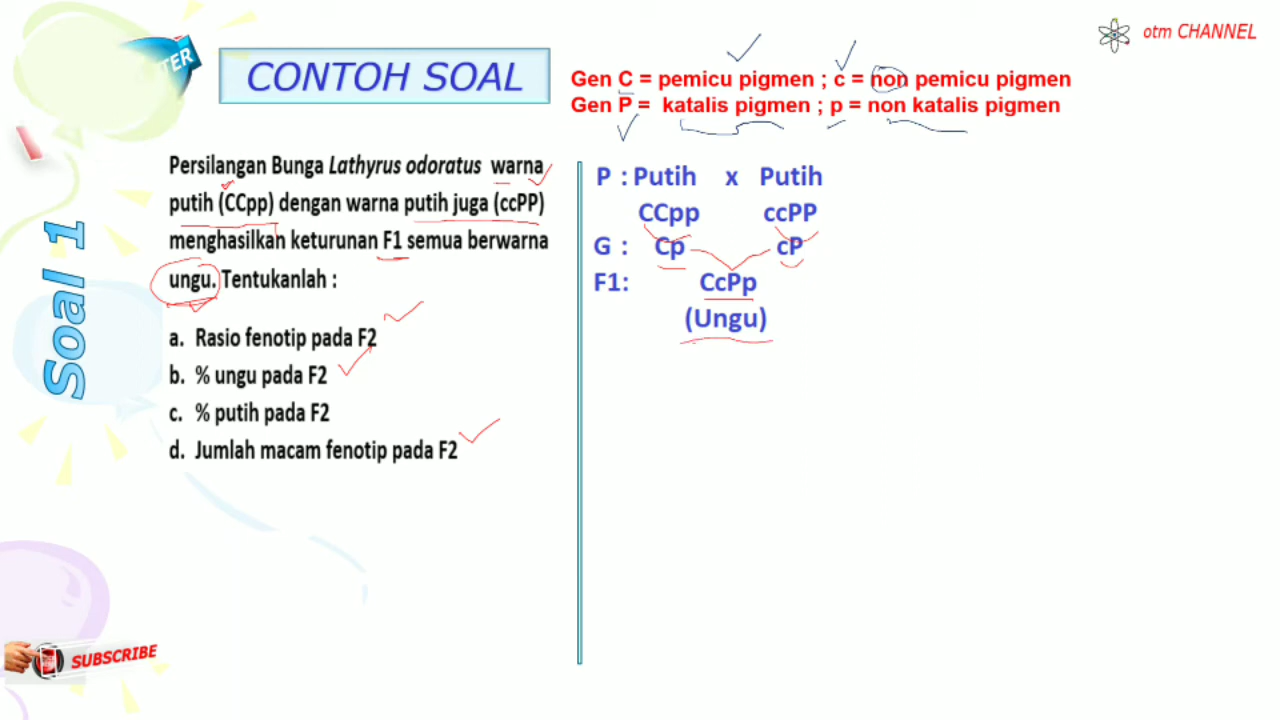 otm CHANNEL
TER
CONTOH SOAL
Gen C = pemicu pigmen ; c = non pemicu pigmen
Gen P = katalis pigmen ; p = non katalis pigmen
Soal 1
Persilangan Bunga Lathyrus odoratus warna
putih (CCpp) dengan warna putih juga (ccPP)
menghasilkan keturunan F1 semua berwarna
ungu. Tentukanlah :
a. Rasio fenotip pada F2
b. % ungu pada F2
c. % putih pada F2
d. Jumlah macam fenotip pada F2
P : Putih x Putih
CCpp ccPP
G : Cp cP
F1: CcPp
(Ungu)
SUBSCRIBE